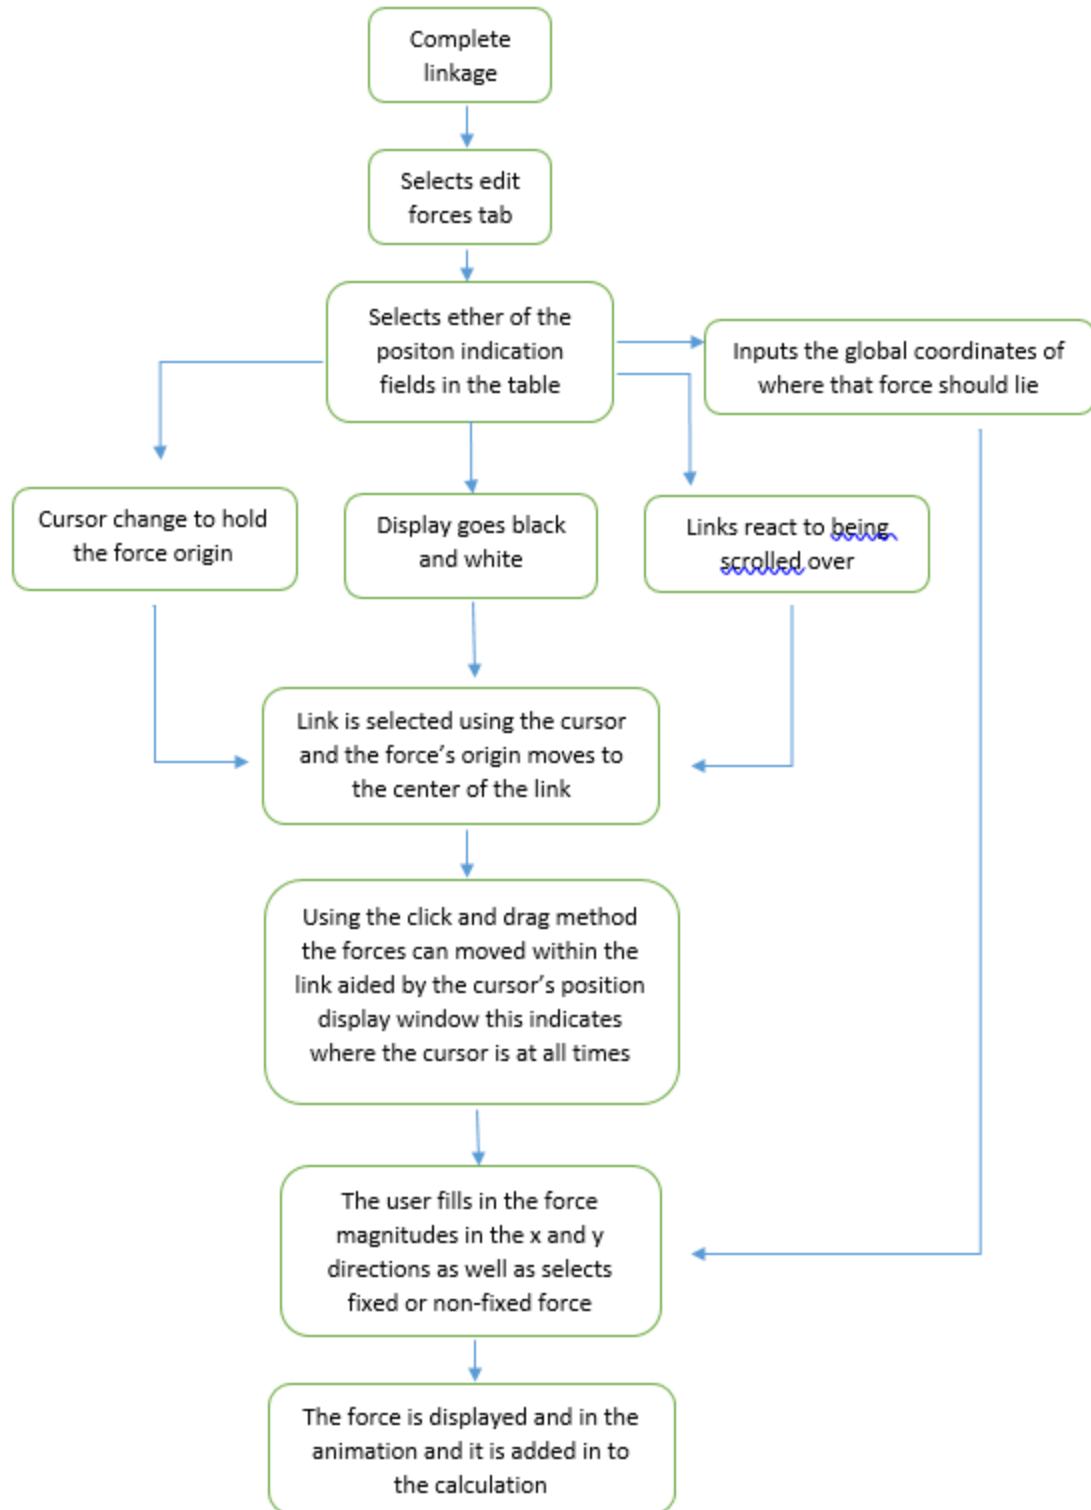 Complete
linkage
Selects edit
forces tab
Selects ether of the
positon indication
fields in the table
Inputs the global coordinates of
where that force should lie
Cursor change to hold
the force origin
Display goes black
and white
Links react to being
scrolled over
Link is selected using the cursor
and the force’s origin moves to
the center of the link
Using the click and drag method
the forces can moved within the
link aided by the cursor’s position
display window this indicates
where the cursor is at all times
The user fills in the force
magnitudes in the x and y
directions as well as selects
fixed or non-fixed force
The force is displayed and in the
animation and it is added in to
the calculation